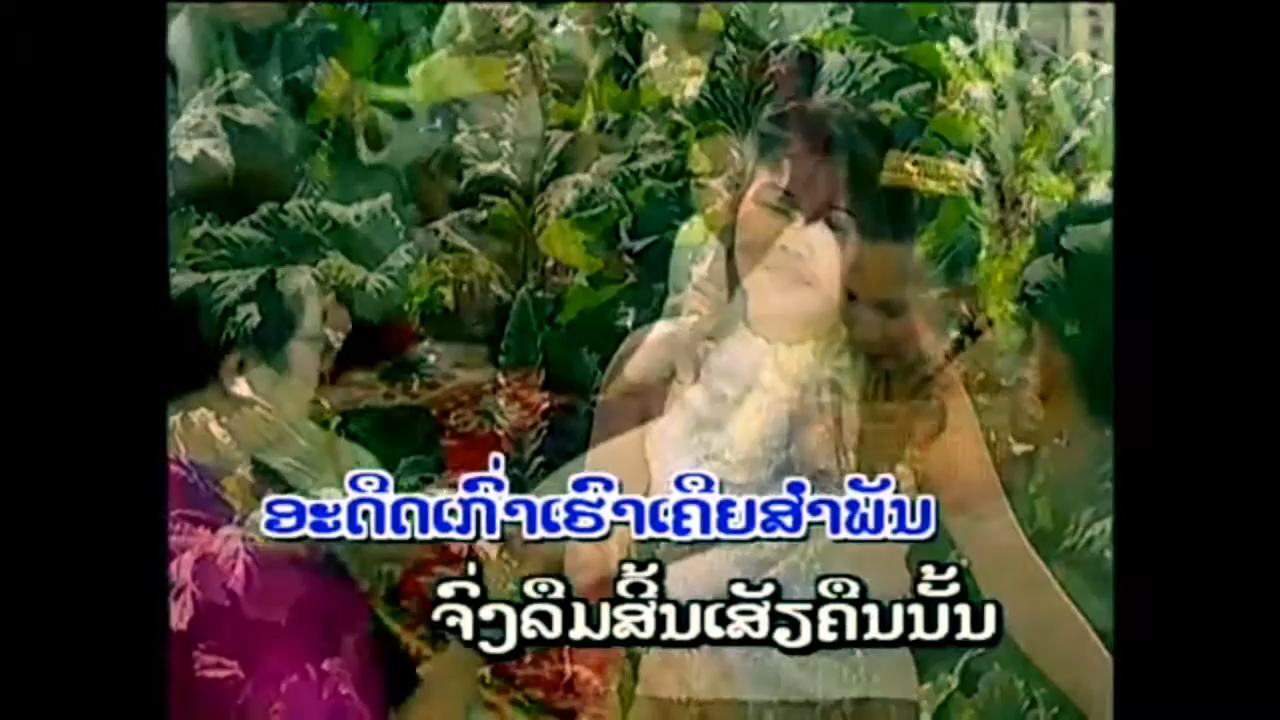 ອະດີດເກົ່າເຮົາເຄີຍສຳພັນ
ຈົ່ງລືມສິ້ນເສັຽຄືນນັ້ນ